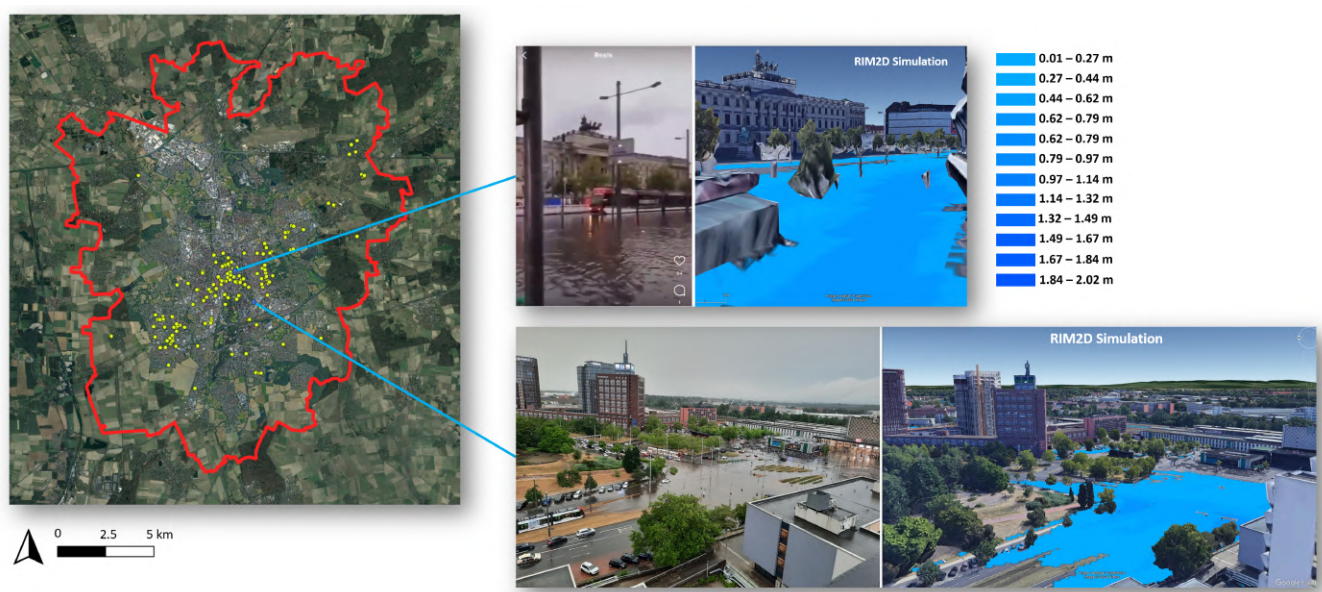 0 2.5 5 km
Reels
RIM2D Simulation
0.01 – 0.27 m
0.27 – 0.44 m
0.44 – 0.62 m
0.62 – 0.79 m
0.62 – 0.79 m
0.79 – 0.97 m
0.97 – 1.14 m
1.14 – 1.32 m
1.32 – 1.49 m
1.49 – 1.67 m
1.67 – 1.84 m
1.84 – 2.02 m
RIM2D Simulation
Google